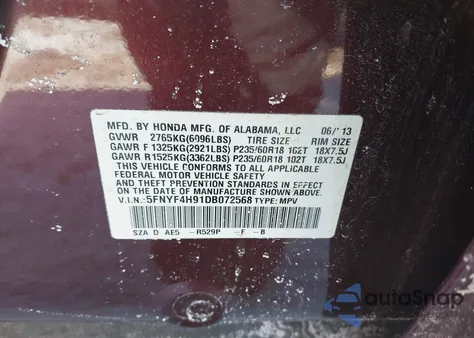 MFD. BY HONDA MFG. OF ALABAMA, LLC 06/'13
GVWR 2765KG(6096LBS) TIRE SIZE RIM SIZE
GAWR F 1325KG(2921LBS) P235/60R18 102T 18X7.5J
GAWR R 1525KG(3362LBS) P235/60R18 102T 18X7.5J
THIS VEHICLE CONFORMS TO ALL APPLICABLE
FEDERAL MOTOR VEHICLE SAFETY AND
THEFT PREVENTION STANDARDS IN EFFECT
ON THE DATE OF MANUFACTURE SHOWN ABOVE.
V.I.N.: 5FNYF4H91DB072568 TYPE: MPV
SZA D AE5 -R529P -F -B
autoSnap